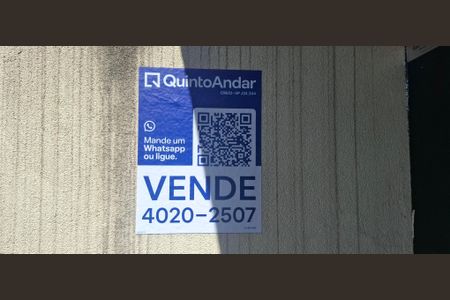 QuintoAndar
Mande um
Whatsapp
ou ligue.
VENDE
4020-2507